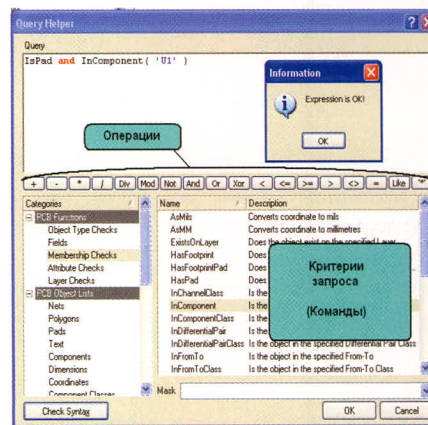 Query Helper
Query
IsPad and InComponent( 'U1' )
Information
Expression is OK!
OK
Операции
+ - * / Div Mod Not And Or Xor < <= >= > <> = Like '*'
Categories
PCB Functions
Object Type Checks
Fields
Membership Checks
Attribute Checks
Layer Checks
PCB Object Lists
Nets
Polygons
Pads
Text
Components
Dimensions
Coordinates
Component Classes
Name Description
AsMils Converts coordinate to mils
AsMM Converts coordinate to millimetres
ExistsOnLayer Does the object exist on the specified Layer
HasFootprint Does
HasFootprintPad Does
HasPad Does
InChannelClass Is the
InComponent Is the
InComponentClass Is the
InDifferentialPair Is the
InDifferentialPairClass Is the object in the specified Differential Pair Class
InFromTo Is the object in the specified From-To
InFromToClass Is the object in the specified From-To Class
Критерии
запроса
(Команды)
Mask
Check Syntax
OK
Cancel